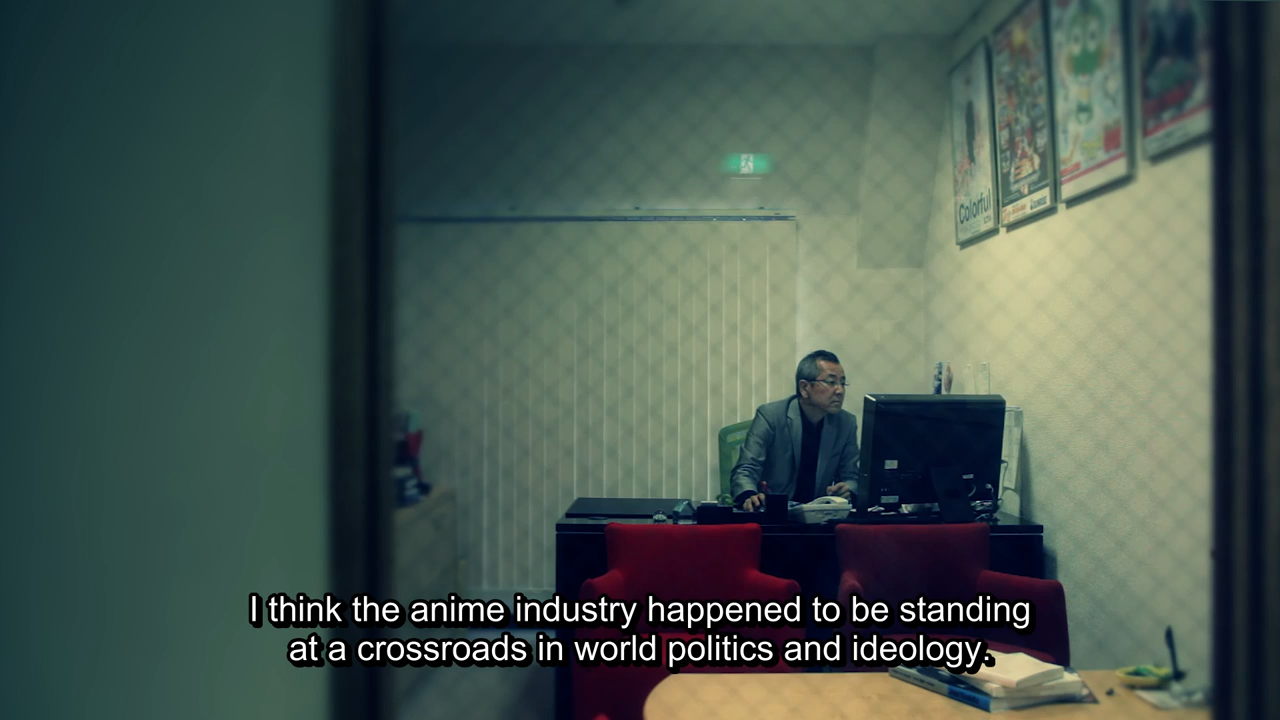 Colorful
I think the anime industry happened to be standing
at a crossroads in world politics and ideology.